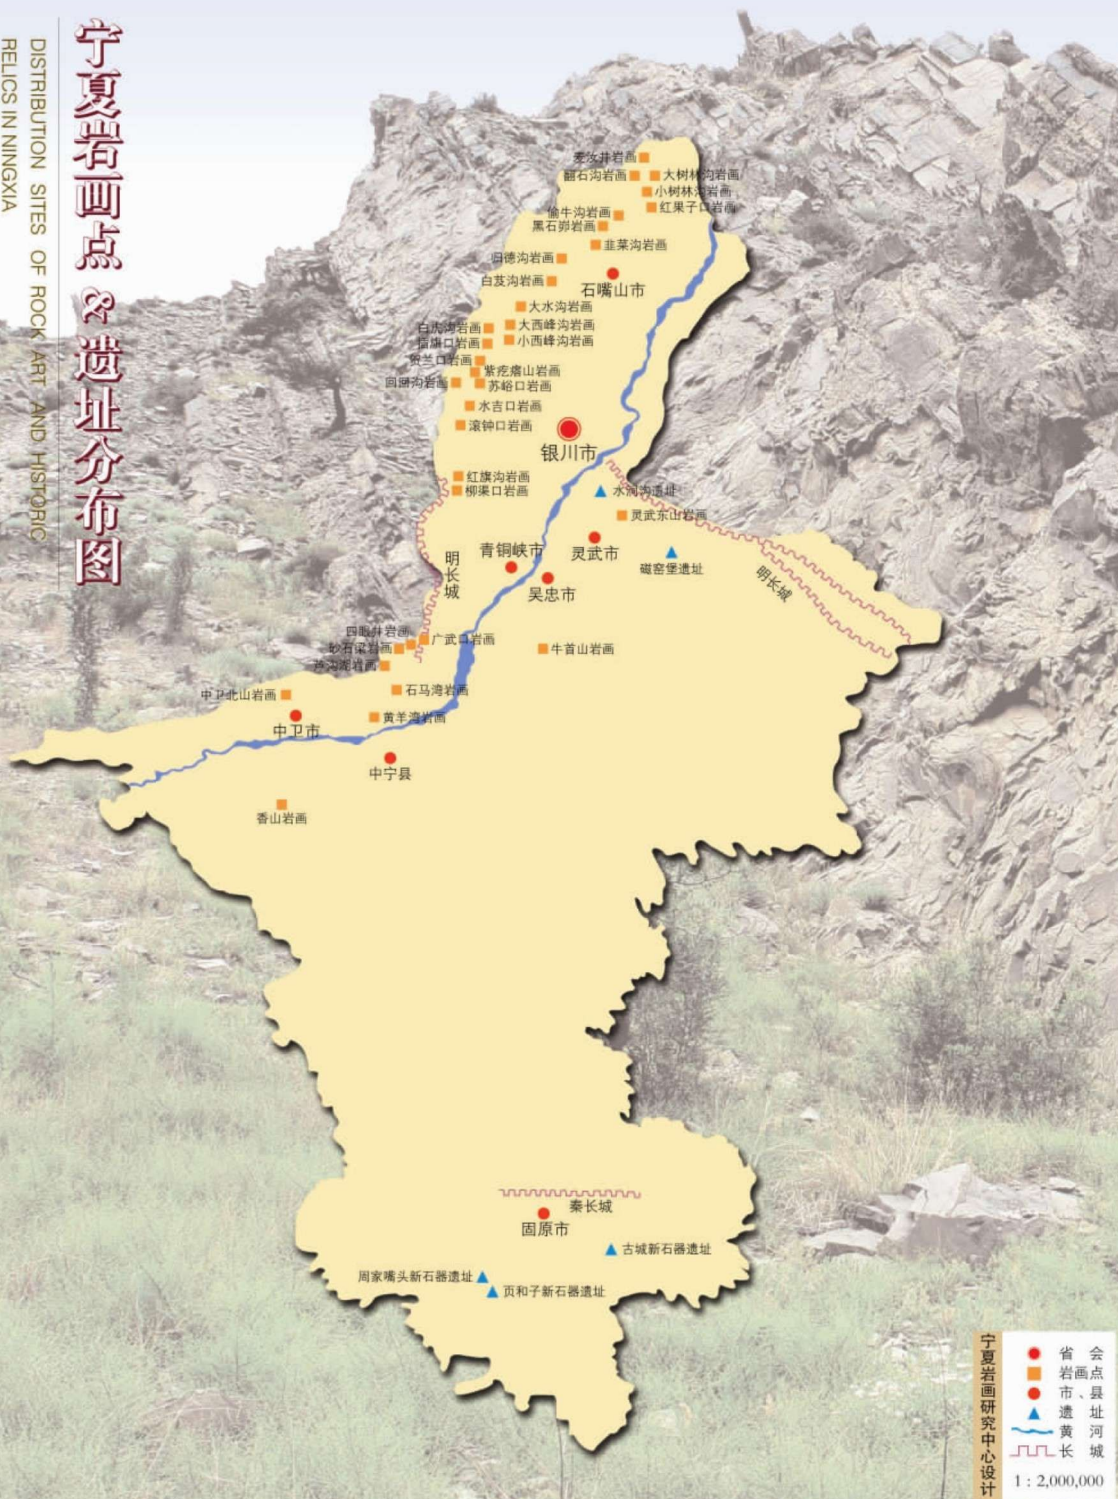 宁夏岩画点 & 遗址分布图
DISTRIBUTION SITES OF ROCK ART AND HISTORIC
RELICS IN NINGXIA
麦汝井岩画
翻石沟岩画
大树林沟岩画
小树林沟岩画
红果子口岩画
偷牛沟岩画
黑石峁岩画
韭菜沟岩画
归德沟岩画
石嘴山市
白芨沟岩画
大水沟岩画
白虎沟岩画
大西峰沟岩画
插旗口岩画
小西峰沟岩画
贺兰口岩画
紫疙瘩山岩画
回回沟岩画
苏峪口岩画
水吉口岩画
滚钟口岩画
银川市
红旗沟岩画
柳渠口岩画
水洞沟遗址
灵武东山岩画
灵武市
青铜峡市
磁窑堡遗址
明长城
明长城
吴忠市
四眼井岩画
广武口岩画
砂石梁岩画
牛首山岩画
芦沟湖岩画
石马湾岩画
中卫北山岩画
黄羊湾岩画
中卫市
中宁县
香山岩画
秦长城
固原市
古城新石器遗址
周家嘴头新石器遗址
页和子新石器遗址
宁夏岩画研究中心设计
省 会
岩画点
市、县
遗 址
黄 河
长 城
1:2,000,000